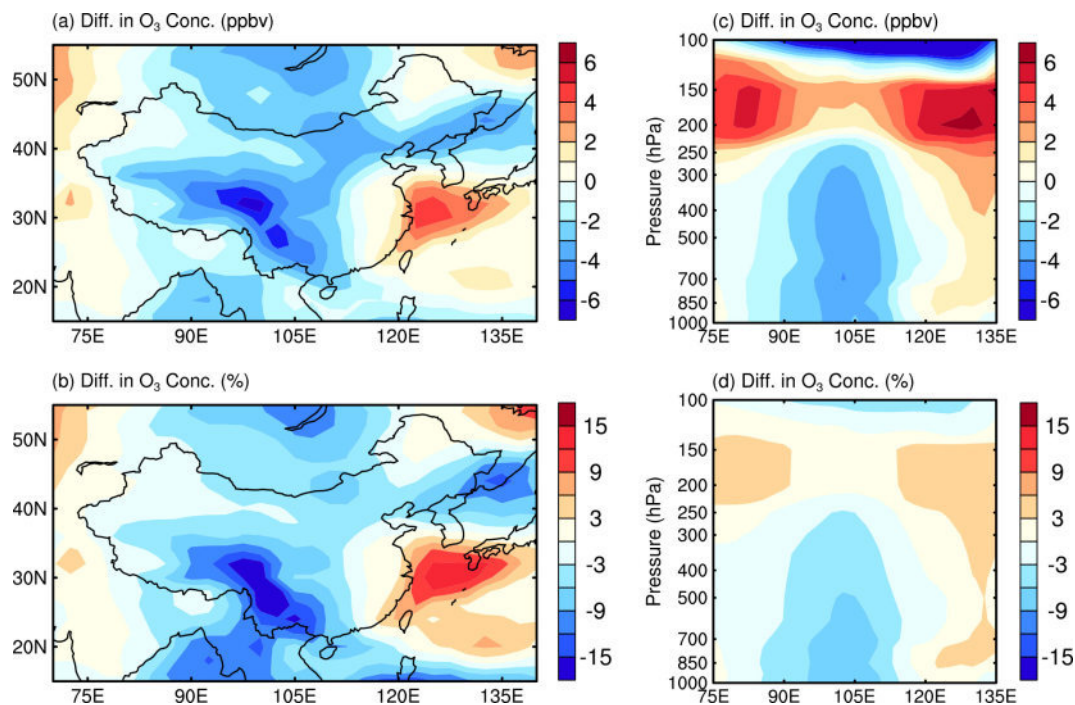 (a) Diff. in O3 Conc. (ppbv)
50N
40N
30N
20N
75E 90E 105E 120E 135E
6
4
2
0
-2
-4
-6
(c) Diff. in O3 Conc. (ppbv)
Pressure (hPa)
100
150
200
250
300
400
500
700
850
1000
75E 90E 105E 120E 135E
6
4
2
0
-2
-4
-6
(b) Diff. in O3 Conc. (%)
50N
40N
30N
20N
75E 90E 105E 120E 135E
15
9
3
-3
-9
-15
(d) Diff. in O3 Conc. (%)
Pressure (hPa)
100
150
200
250
300
400
500
700
850
1000
75E 90E 105E 120E 135E
15
9
3
-3
-9
-15